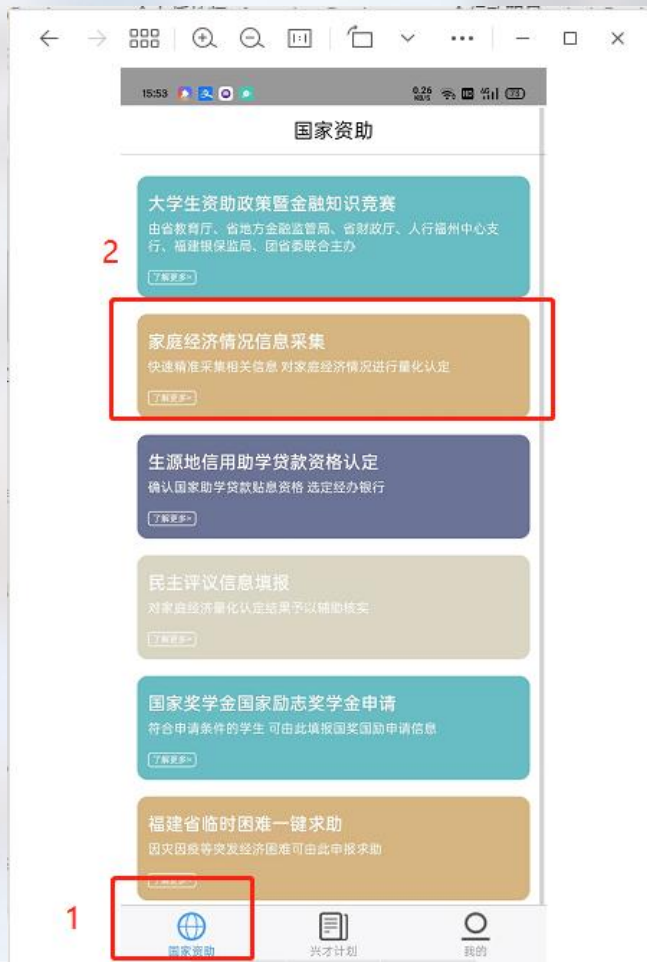 15:53
0.26
KB/S
HD
4G
73
国家资助
大学生资助政策暨金融知识竞赛
由省教育厅、省地方金融监管局、省财政厅、人行福州中心支
行、福建银保监局、团省委联合主办
了解更多>
2
家庭经济情况信息采集
快速精准采集相关信息 对家庭经济情况进行量化认定
了解更多>
生源地信用助学贷款资格认定
确认国家助学贷款贴息资格 选定经办银行
了解更多>
民主评议信息填报
对家庭经济量化认定结果予以辅助核实
了解更多>
国家奖学金国家励志奖学金申请
符合申请条件的学生 可由此填报国奖国励申请信息
了解更多>
福建省临时困难一键求助
因灾因疫等突发经济困难可由此申报求助
了解更多>
1
国家资助
兴才计划
我的